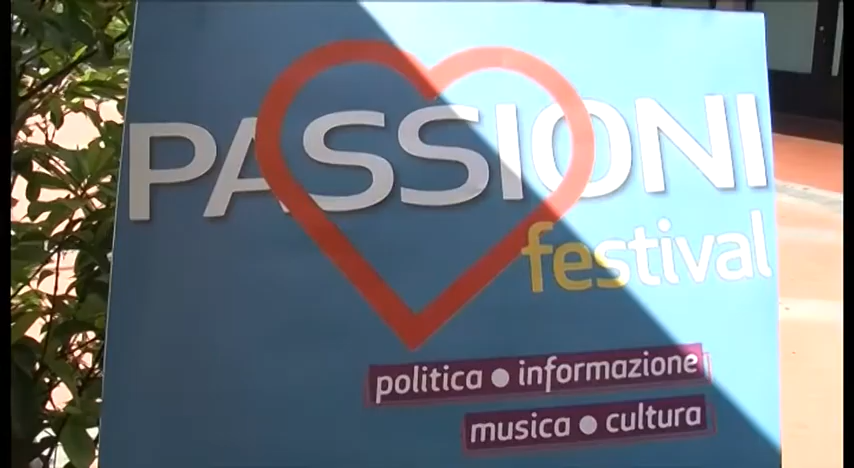 PASSIONI
festival
politica ● informazione
musica ● cultura